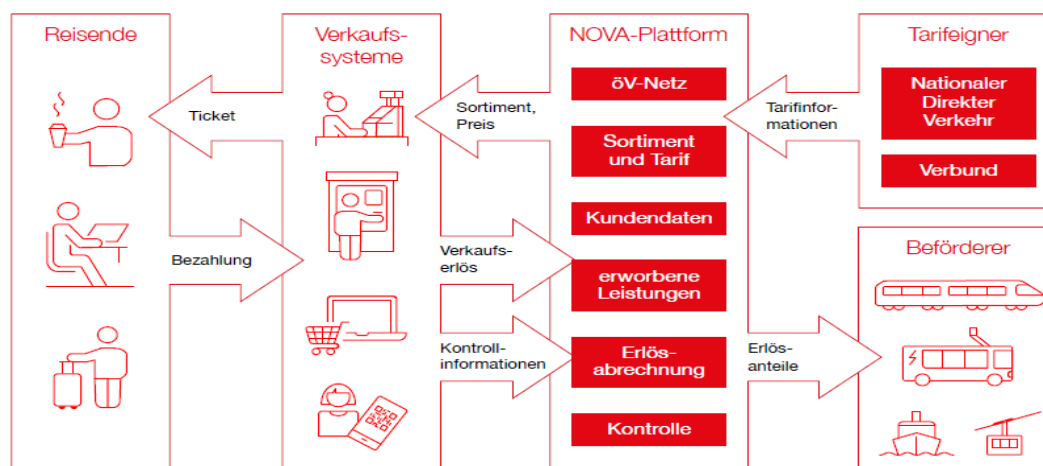 Reisende
Ticket
Bezahlung
Verkaufs-
systeme
Sortiment,
Preis
Verkaufs-
erlös
Kontroll-
informationen
NOVA-Plattform
öV-Netz
Sortiment
und Tarif
Kundendaten
erworbene
Leistungen
Erlös-
abrechnung
Kontrolle
Tarifinfor-
mationen
Erlös-
anteile
Tarifeigner
Nationaler
Direkter
Verkehr
Verbund
Beförderer